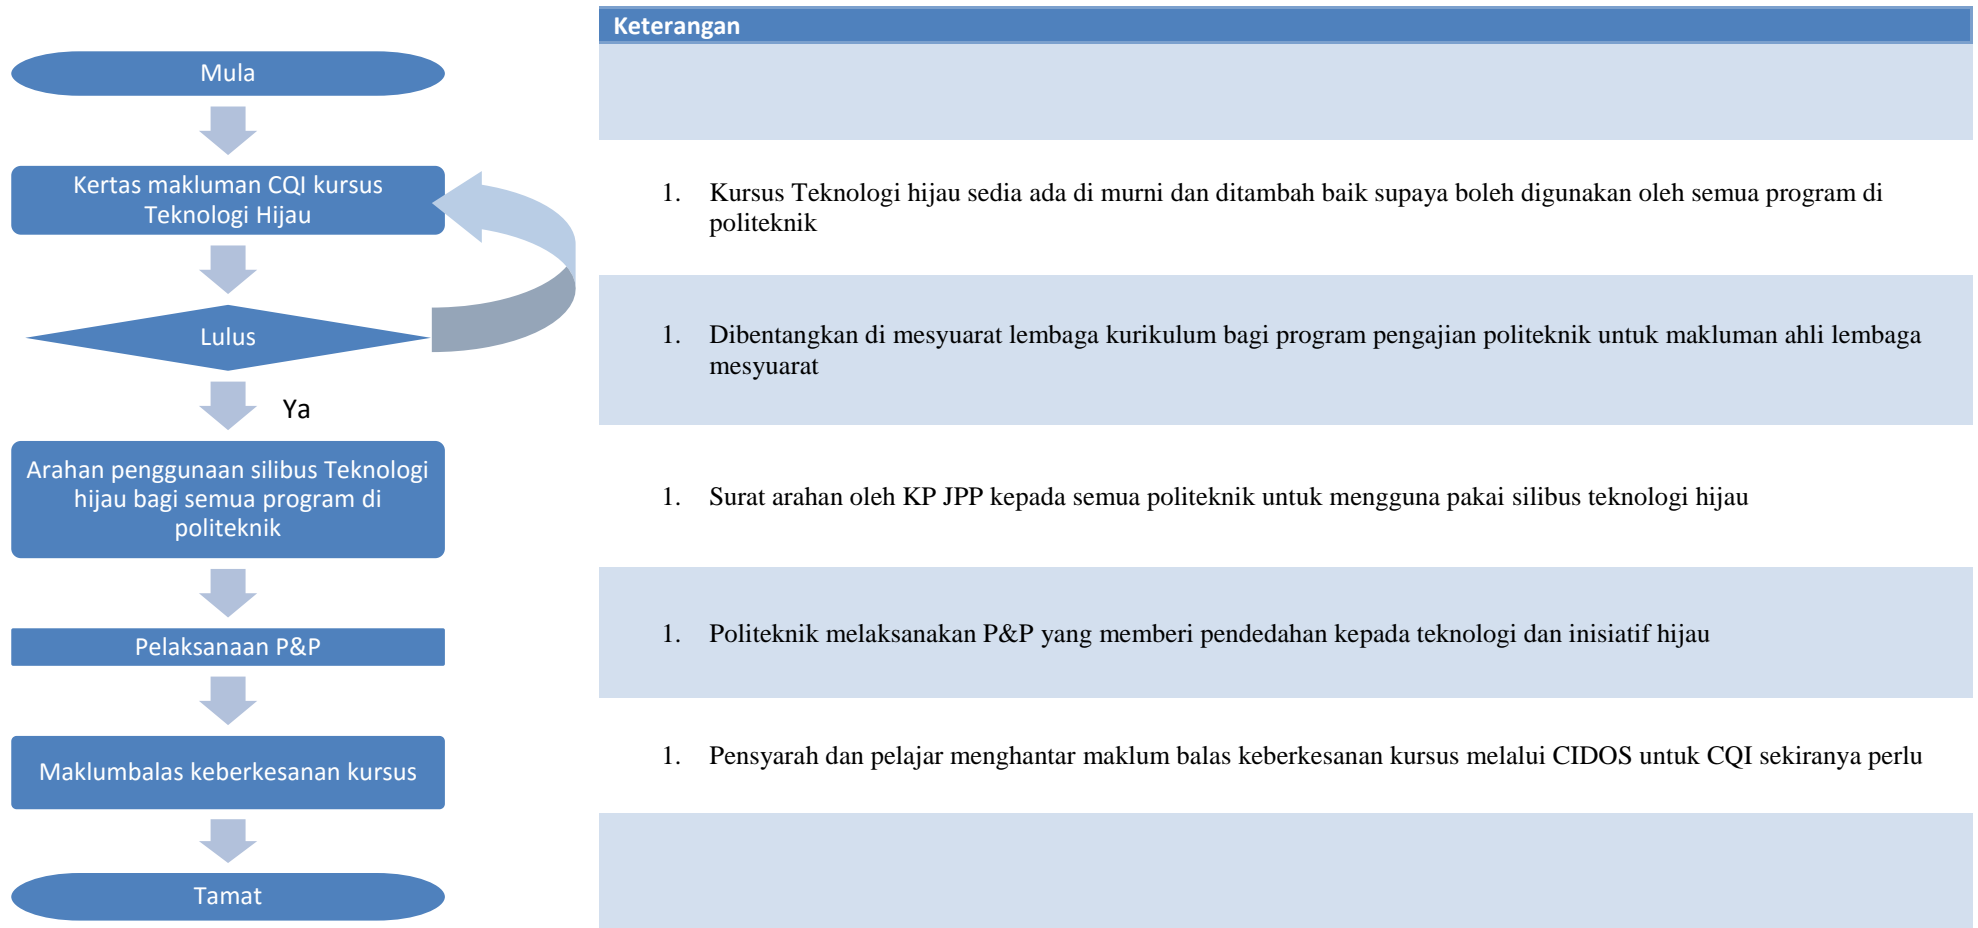 Keterangan
Mula
Kertas makluman CQI kursus
Teknologi Hijau
1. Kursus Teknologi hijau sedia ada di murni dan ditambah baik supaya boleh digunakan oleh semua program di
politeknik
Lulus
1. Dibentangkan di mesyuarat lembaga kurikulum bagi program pengajian politeknik untuk makluman ahli lembaga
mesyuarat
Ya
Arahan penggunaan silibus Teknologi
hijau bagi semua program di
politeknik
1. Surat arahan oleh KP JPP kepada semua politeknik untuk mengguna pakai silibus teknologi hijau
Pelaksanaan P&P
1. Politeknik melaksanakan P&P yang memberi pendedahan kepada teknologi dan inisiatif hijau
Maklumbalas keberkesanan kursus
1. Pensyarah dan pelajar menghantar maklum balas keberkesanan kursus melalui CIDOS untuk CQI sekiranya perlu
Tamat